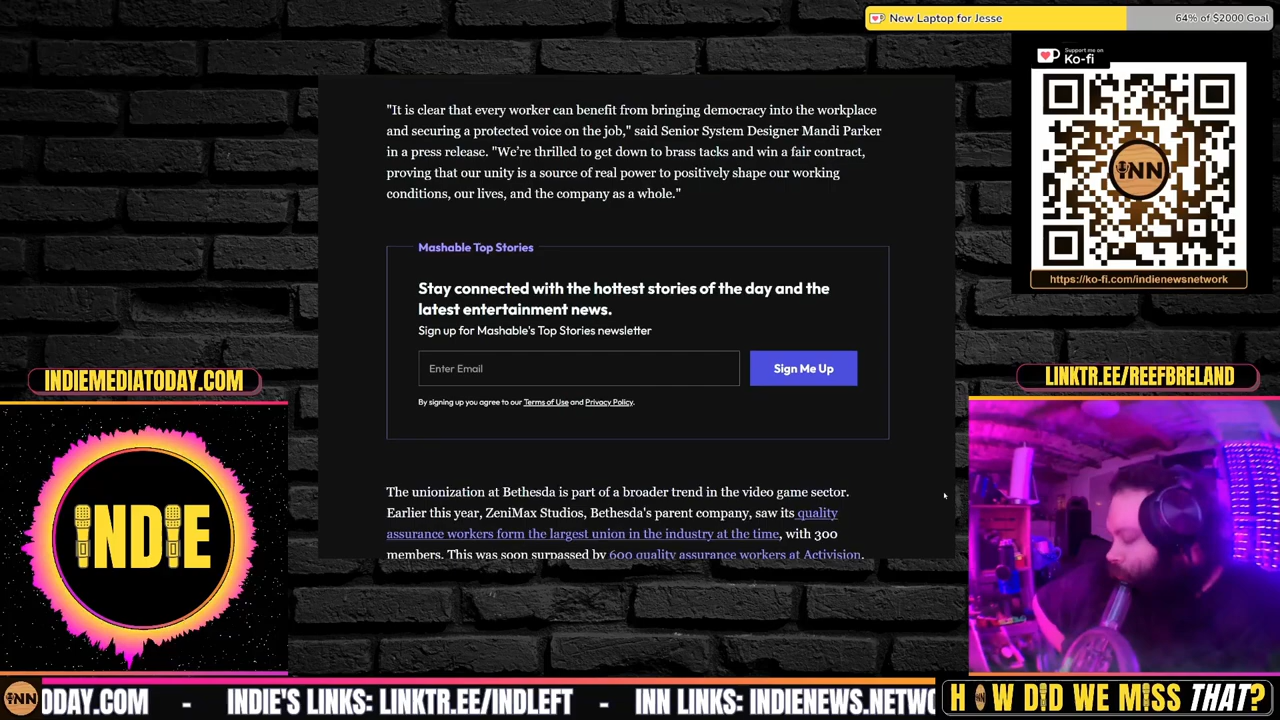 New Laptop for Jesse
64% of $2000 Goal
Support me on
Ko-fi
INN
https://ko-fi.com/indienewsnetwork
"It is clear that every worker can benefit from bringing democracy into the workplace
and securing a protected voice on the job," said Senior System Designer Mandi Parker
in a press release. "We're thrilled to get down to brass tacks and win a fair contract,
proving that our unity is a source of real power to positively shape our working
conditions, our lives, and the company as a whole."
Mashable Top Stories
Stay connected with the hottest stories of the day and the
latest entertainment news.
Sign up for Mashable's Top Stories newsletter
Enter Email
Sign Me Up
By signing up you agree to our Terms of Use and Privacy Policy.
The unionization at Bethesda is part of a broader trend in the video game sector.
Earlier this year, ZeniMax Studios, Bethesda's parent company, saw its quality
assurance workers form the largest union in the industry at the time, with 300
members. This was soon surpassed by 600 quality assurance workers at Activision.
INDIEMEDIATODAY.COM
LINKTR.EE/REEFBRELAND
INDIE
INN
ODAY.COM - INDIE'S LINKS: LINKTR.EE/INDLEFT - INN LINKS: INDIENEWS.NETWO
HOW DID WE MISS THAT?